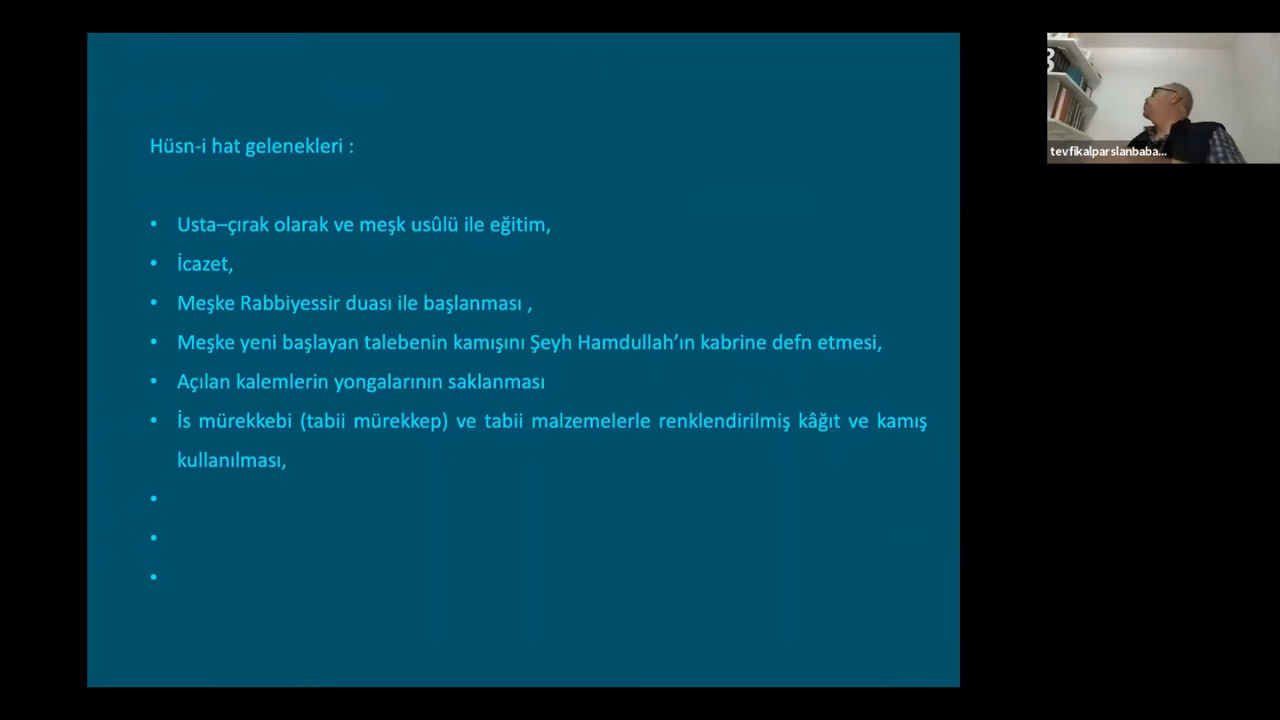 Hüsn-i hat gelenekleri :
• Usta–çırak olarak ve meşk usûlü ile eğitim,
• İcazet,
• Meşke Rabbiyessir duası ile başlanması ,
• Meşke yeni başlayan talebenin kamışını Şeyh Hamdullah’ın kabrine defn etmesi,
• Açılan kalemlerin yongalarının saklanması
• İs mürekkebi (tabii mürekkep) ve tabii malzemelerle renklendirilmiş kâğıt ve kamış
kullanılması,
•
•
•
tevfikalparslanbaba...